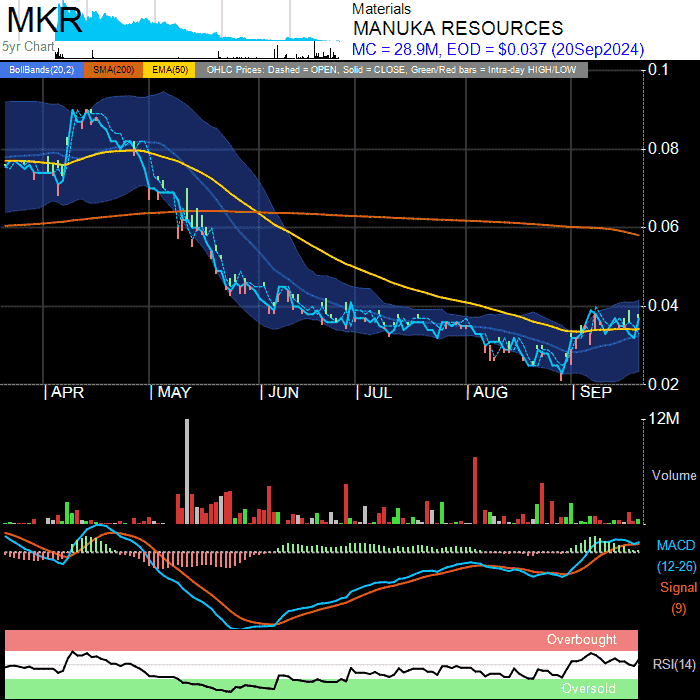 MKR
5yr Chart
Materials
MANUKA RESOURCES
MC = 28.9M, EOD = $0.037 (20Sep2024)
BollBands(20,2) SMA(200) EMA(50) OHLC Prices: Dashed = OPEN, Solid = CLOSE, Green/Red bars = Intra-day HIGH/LOW
0.1
0.08
0.06
0.04
0.02
APR MAY JUN JUL AUG SEP
12M
Volume
MACD
(12-26)
Signal
(9)
Overbought
RSI(14)
Oversold